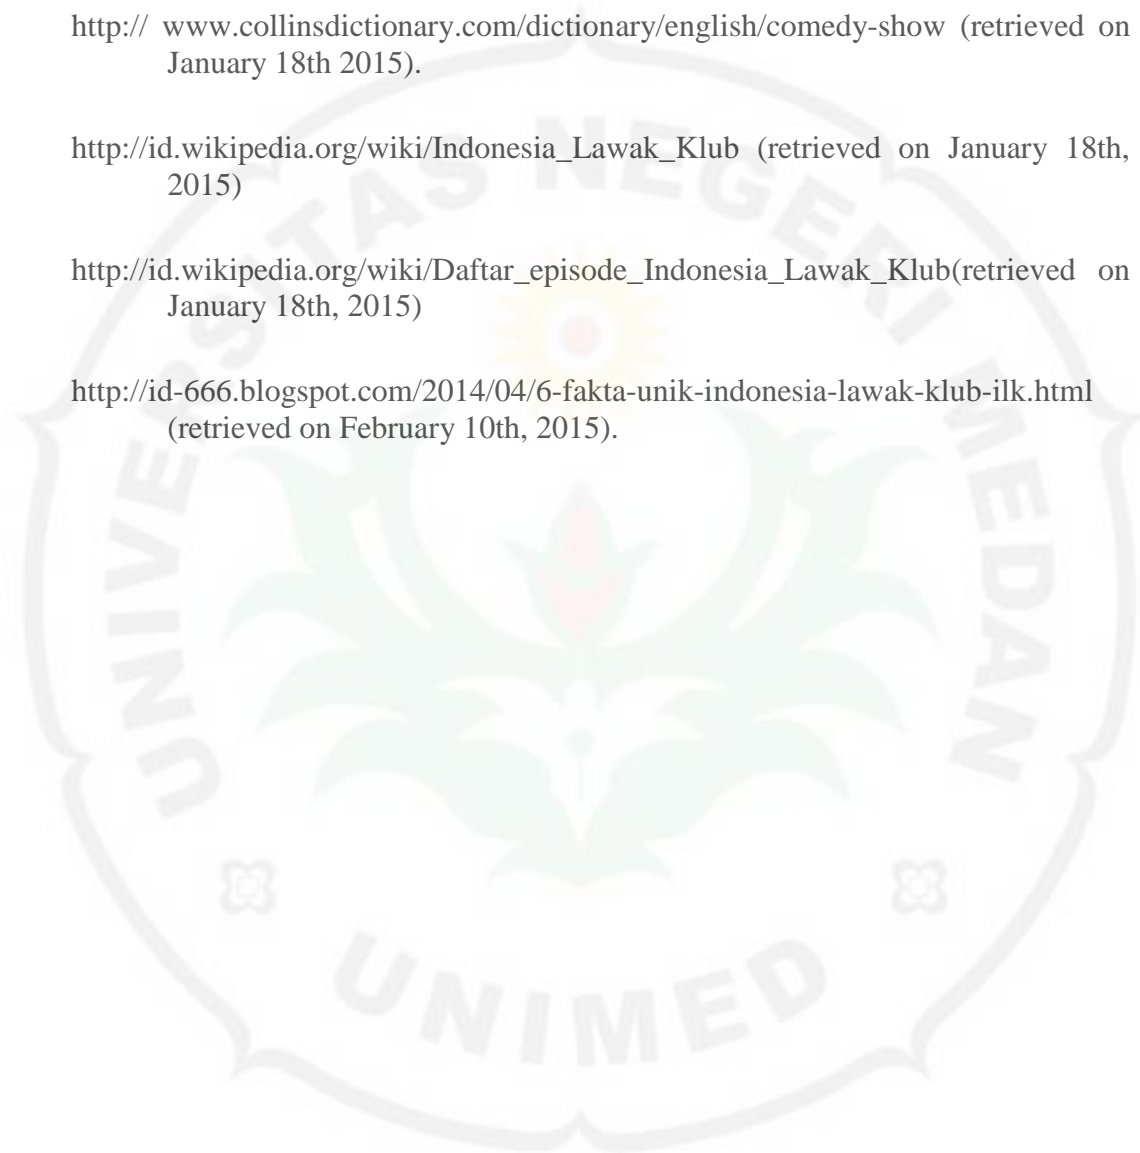 http:// www.collinsdictionary.com/dictionary/english/comedy-show (retrieved on
January 18th 2015).
http://id.wikipedia.org/wiki/Indonesia_Lawak_Klub (retrieved on January 18th,
2015)
http://id.wikipedia.org/wiki/Daftar_episode_Indonesia_Lawak_Klub(retrieved on
January 18th, 2015)
http://id-666.blogspot.com/2014/04/6-fakta-unik-indonesia-lawak-klub-ilk.html
(retrieved on February 10th, 2015).
UNIVERSITAS NEGERI MEDAN
UNIMED